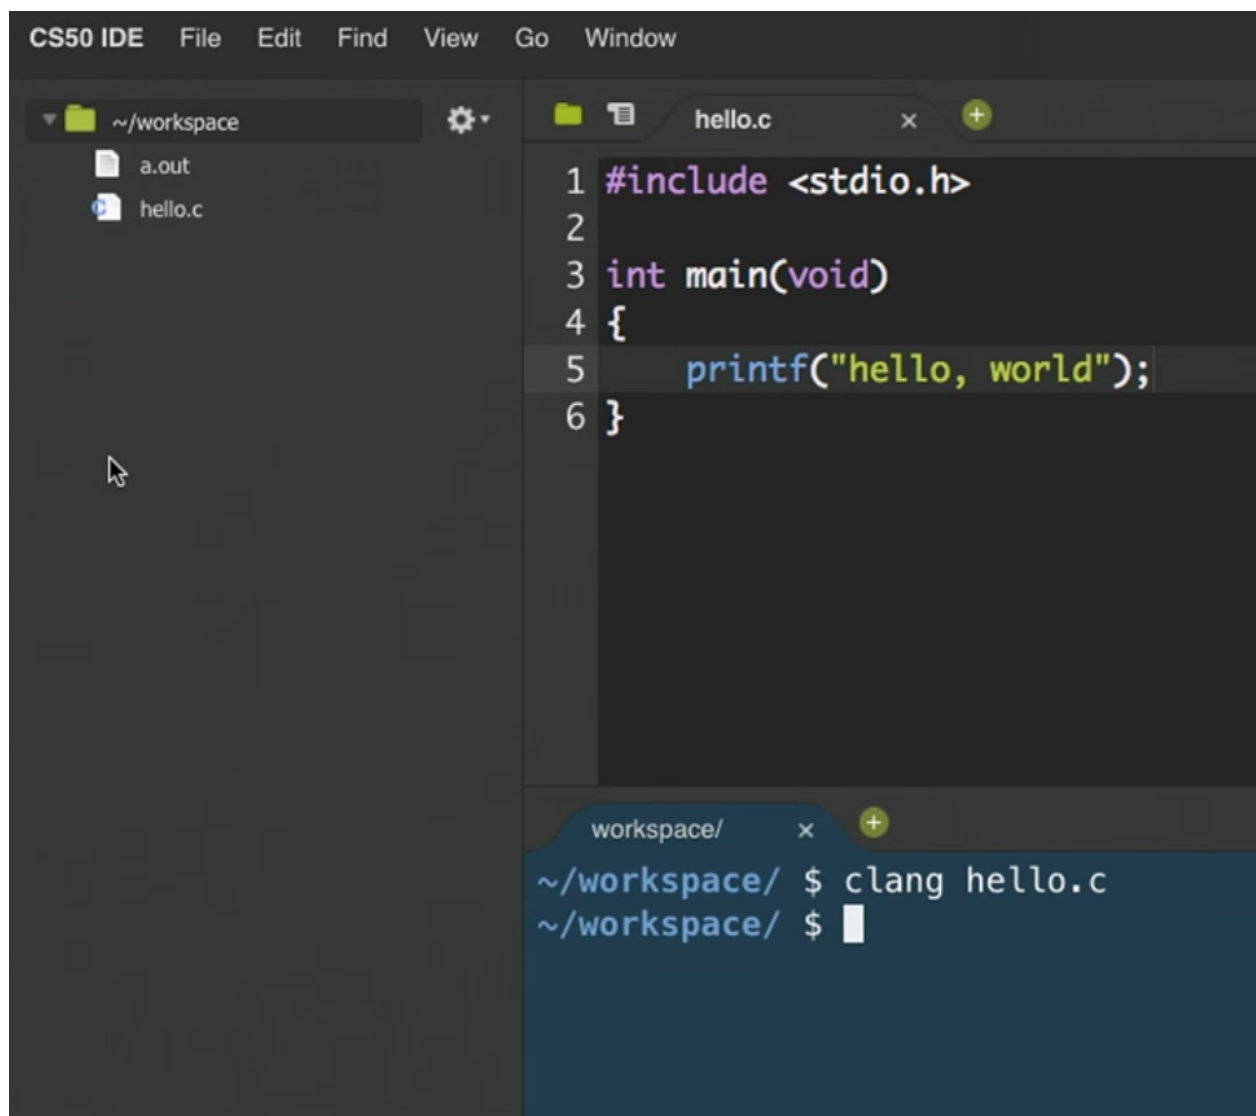 CS50 IDE File Edit Find View Go Window
~/workspace
a.out
hello.c
hello.c
1 #include <stdio.h>
2
3 int main(void)
4 {
5     printf("hello, world");
6 }
workspace/
~/workspace/ $ clang hello.c
~/workspace/ $